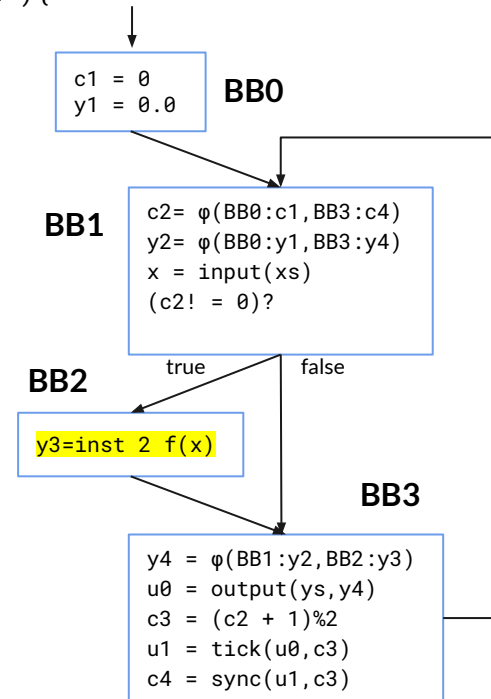 c1 = 0
y1 = 0.0
BB0
BB1
c2= φ(BB0:c1,BB3:c4)
y2= φ(BB0:y1,BB3:y4)
x = input(xs)
(c2! = 0)?
true
false
BB2
y3=inst 2 f(x)
BB3
y4 = φ(BB1:y2,BB2:y3)
u0 = output(ys,y4)
c3 = (c2 + 1)%2
u1 = tick(u0,c3)
c4 = sync(u1,c3)